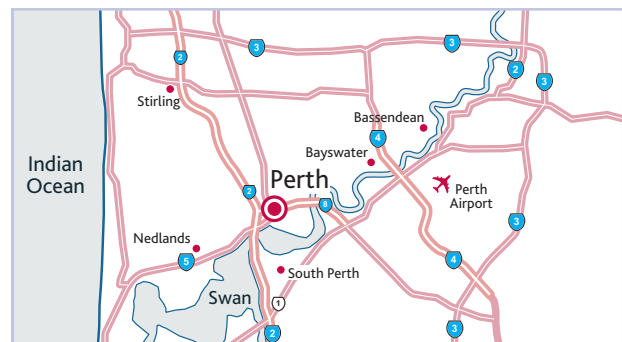 3
3
2
2
3
Stirling
Bassendean
4
Bayswater
Indian
Ocean
Perth
2
8
Perth
Airport
3
Nedlands
5
4
South Perth
Swan
1
2
3